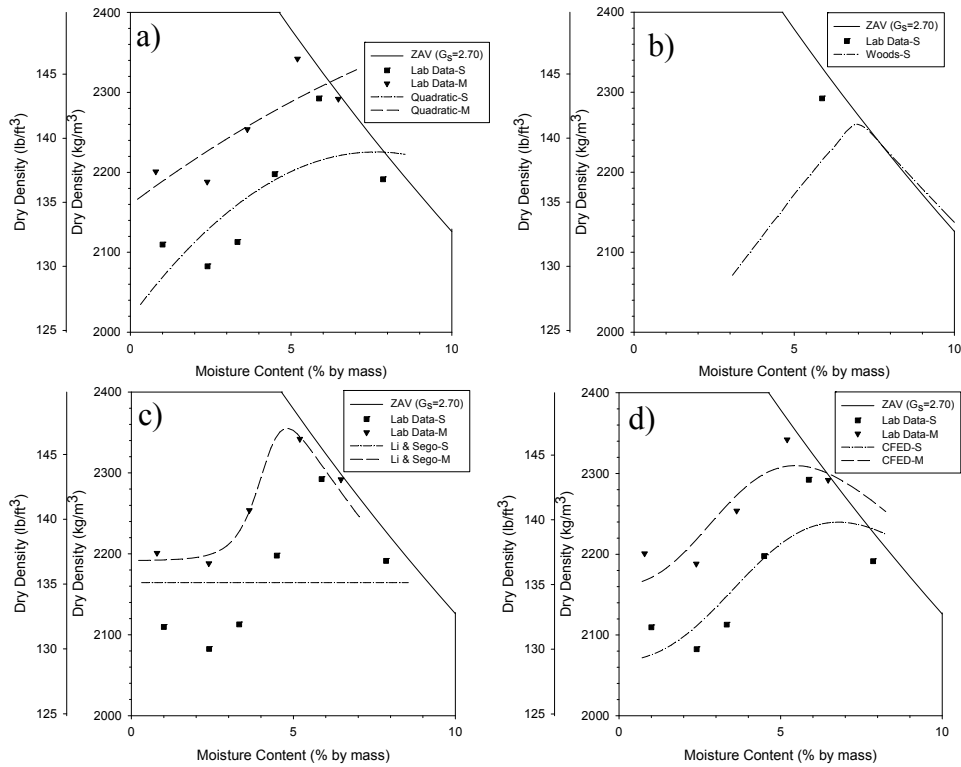 a)
2400
2300
2200
2100
2000
145
140
135
130
125
Dry Density (lb/ft³)
Dry Density (kg/m³)
ZAV (Gs=2.70)
Lab Data-S
Lab Data-M
Quadratic-S
Quadratic-M
0 5 10
Moisture Content (% by mass)
b)
2400
2300
2200
2100
2000
145
140
135
130
125
Dry Density (lb/ft³)
Dry Density (kg/m³)
ZAV (Gs=2.70)
Lab Data-S
Woods-S
0 5 10
Moisture Content (% by mass)
c)
2400
2300
2200
2100
2000
145
140
135
130
125
Dry Density (lb/ft³)
Dry Density (kg/m³)
ZAV (Gs=2.70)
Lab Data-S
Lab Data-M
Li & Sego-S
Li & Sego-M
0 5 10
Moisture Content (% by mass)
d)
2400
2300
2200
2100
2000
145
140
135
130
125
Dry Density (lb/ft³)
Dry Density (kg/m³)
ZAV (Gs=2.70)
Lab Data-S
Lab Data-M
CFED-S
CFED-M
0 5 10
Moisture Content (% by mass)